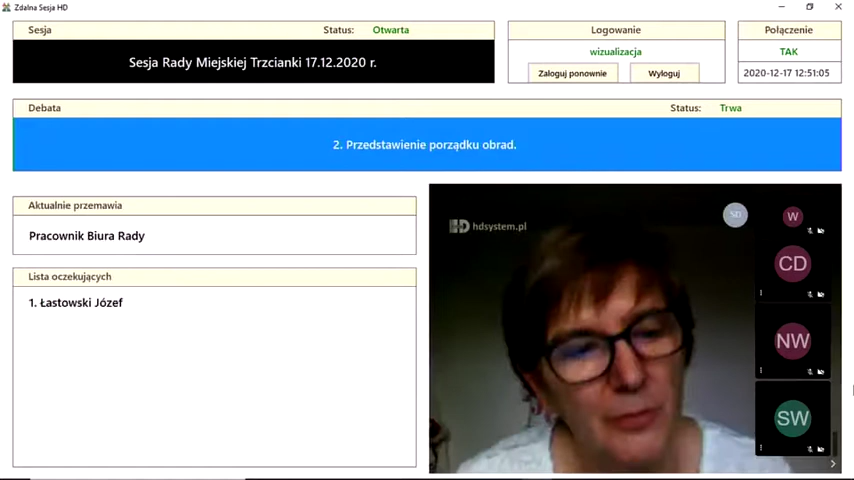 Zdalna Sesja HD
Sesja Status: Otwarta
Sesja Rady Miejskiej Trzcianki 17.12.2020 r.
Logowanie
wizualizacja
Zaloguj ponownie Wyloguj
Połączenie
TAK
2020-12-17 12:51:05
Debata Status: Trwa
2. Przedstawienie porządku obrad.
Aktualnie przemawia
Pracownik Biura Rady
Lista oczekujących
1. Łastowski Józef
HD hdsystem.pl
SD
W
CD
NW
SW